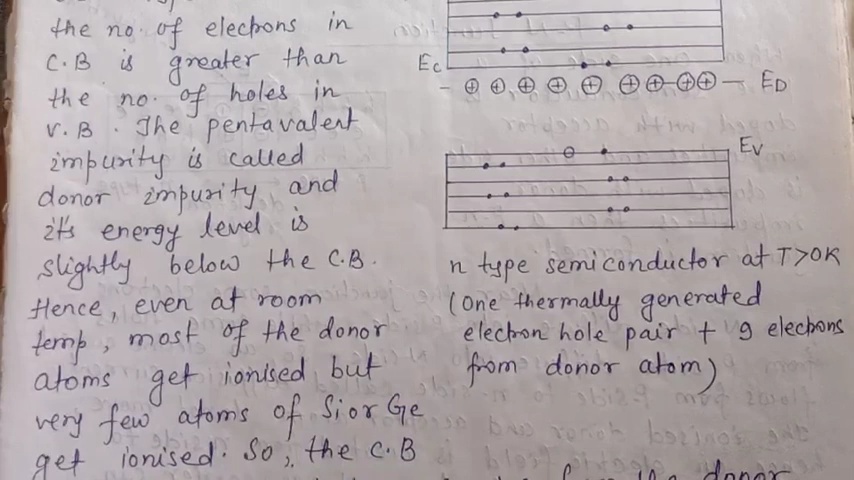 the no. of electrons in
C.B is greater than
the no. of holes in
V.B. The pentavalent
impurity is called
donor impurity and
it's energy level is
slightly below the C.B.
Hence, even at room
temp, most of the donor
atoms get ionised but
very few atoms of Si or Ge
get ionised. So, the C.B
Ec
ED
Ev
n type semiconductor at T>0K
(One thermally generated
electron hole pair + 9 electrons
from donor atom)
the donor